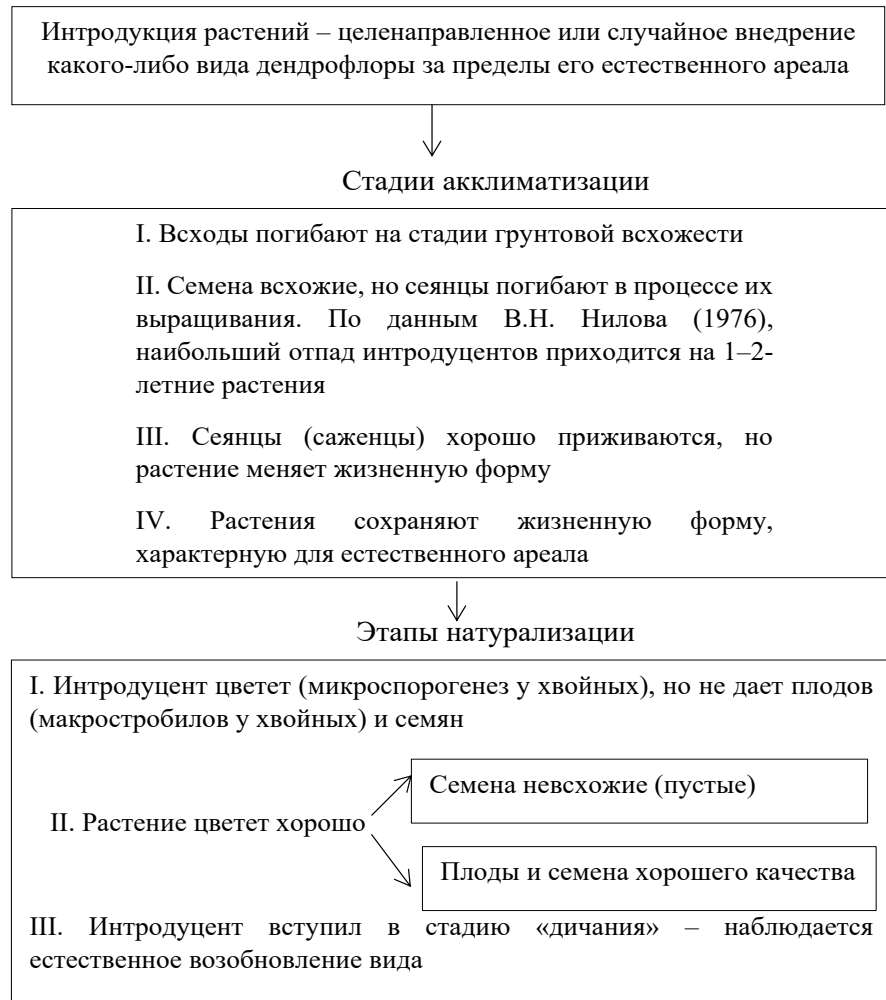 Интродукция растений – целенаправленное или случайное внедрение
какого-либо вида дендрофлоры за пределы его естественного ареала
Стадии акклиматизации
I. Всходы погибают на стадии грунтовой всхожести
II. Семена всхожие, но сеянцы погибают в процессе их
выращивания. По данным В.Н. Нилова (1976),
наибольший отпад интродуцентов приходится на 1–2-
летние растения
III. Сеянцы (саженцы) хорошо приживаются, но
растение меняет жизненную форму
IV. Растения сохраняют жизненную форму,
характерную для естественного ареала
Этапы натурализации
I. Интродуцент цветет (микроспорогенез у хвойных), но не дает плодов
(макростробилов у хвойных) и семян
Семена невсхожие (пустые)
II. Растение цветет хорошо
Плоды и семена хорошего качества
III. Интродуцент вступил в стадию «дичания» – наблюдается
естественное возобновление вида